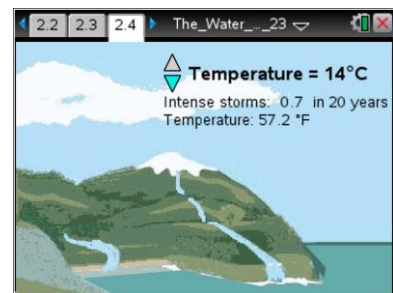 2.2 2.3 2.4 The_Water_..._23
Temperature = 14°C
Intense storms: 0.7 in 20 years
Temperature: 57.2 °F